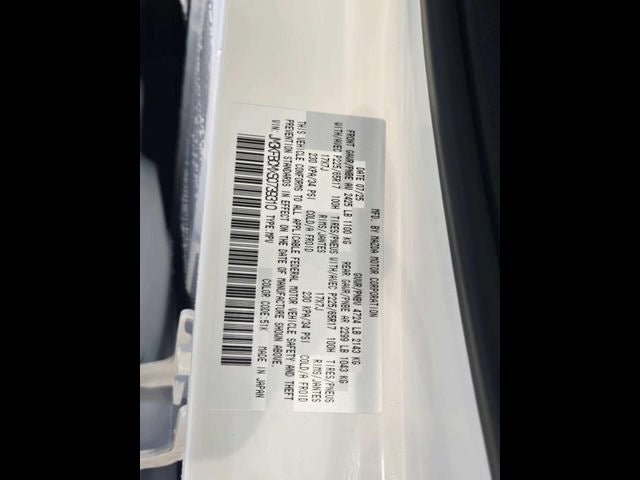 MFD. BY MAZDA MOTOR CORPORATION
DATE 07/25 GVWR/PNBV 4724 LB 2143 KG
FRONT GAWR/PNBE AV 2425 LB 1100 KG REAR GAWR/PNBE AR 2299 LB 1043 KG
WITH/AVEC P225/65R17 100H TIRES/PNEUS WITH/AVEC P225/65R17 100H TIRES/PNEUS
17X7J RIMS/JANTES 17X7J RIMS/JANTES
230 KPA/34 PSI COLD/A FROID 230 KPA/34 PSI COLD/A FROID
THIS VEHICLE CONFORMS TO ALL APPLICABLE FEDERAL MOTOR VEHICLE SAFETY AND THEFT
PREVENTION STANDARDS IN EFFECT ON THE DATE OF MANUFACTURE SHOWN ABOVE.
VIN: TYPE: MPV COLOR CODE: 51K MADE IN JAPAN